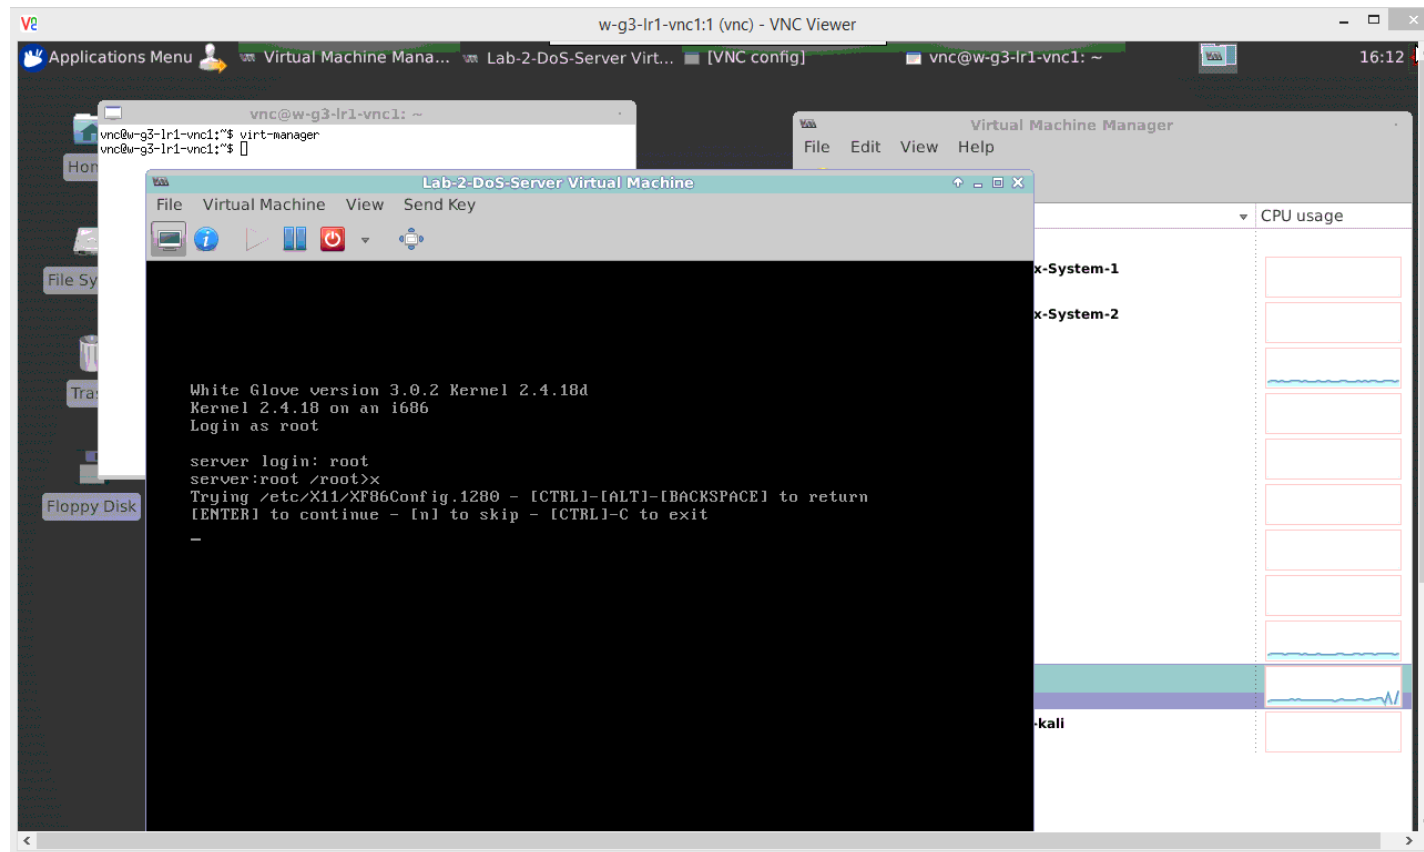 w-g3-lr1-vnc1:1 (vnc) - VNC Viewer
Applications Menu
Virtual Machine Mana...
Lab-2-DoS-Server Virt...
[VNC config]
vnc@w-g3-lr1-vnc1: ~
16:12
vnc@w-g3-lr1-vnc1: ~
vnc@w-g3-lr1-vnc1:~$ virt-manager
vnc@w-g3-lr1-vnc1:~$
Virtual Machine Manager
File Edit View Help
CPU usage
x-System-1
x-System-2
-kali
Hom
File Sy
Tras
Floppy Disk
Lab-2-DoS-Server Virtual Machine
File Virtual Machine View Send Key
White Glove version 3.0.2 Kernel 2.4.18d
Kernel 2.4.18 on an i686
Login as root
server login: root
server:root /root>x
Trying /etc/X11/XF86Config.1280 - [CTRL]-[ALT]-[BACKSPACE] to return
[ENTER] to continue - [n] to skip - [CTRL]-C to exit